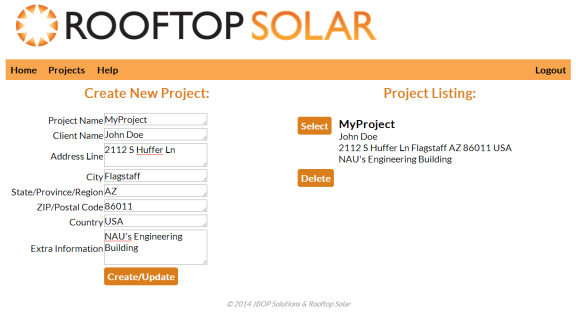 ROOFTOP SOLAR
Home Projects Help Logout
Create New Project:
Project Name MyProject
Client Name John Doe
Address Line 2112 S Huffer Ln
City Flagstaff
State/Province/Region AZ
ZIP/Postal Code 86011
Country USA
Extra Information NAU's Engineering
Building
Create/Update
Project Listing:
Select
MyProject
John Doe
2112 S Huffer Ln Flagstaff AZ 86011 USA
NAU's Engineering Building
Delete
© 2014 JBOP Solutions & Rooftop Solar